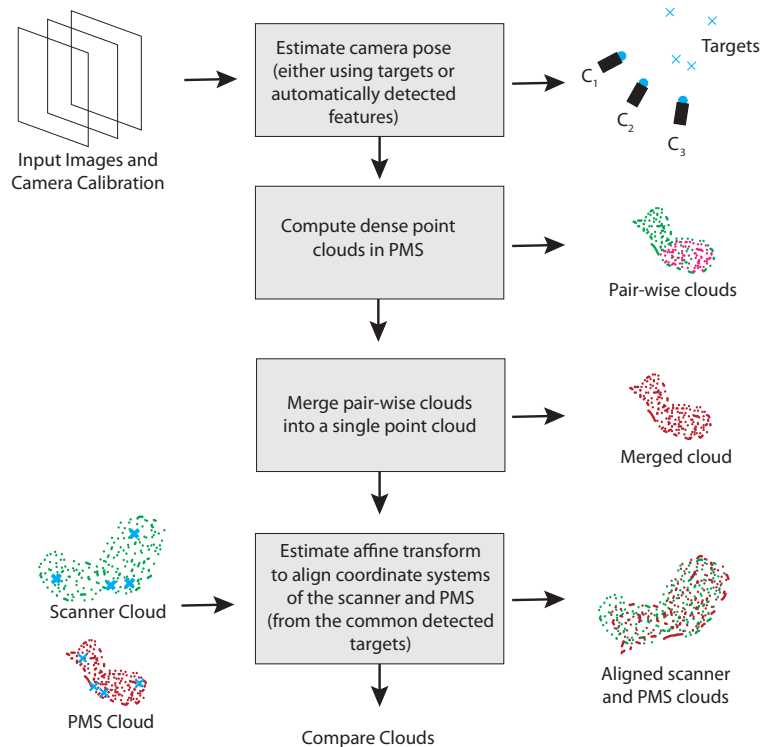 Estimate camera pose
(either using targets or
automatically detected
features)
Targets
C1
C2
C3
Input Images and
Camera Calibration
Compute dense point
clouds in PMS
Pair-wise clouds
Merge pair-wise clouds
into a single point cloud
Merged cloud
Scanner Cloud
Estimate affine transform
to align coordinate systems
of the scanner and PMS
(from the common detected
targets)
PMS Cloud
Aligned scanner
and PMS clouds
Compare Clouds